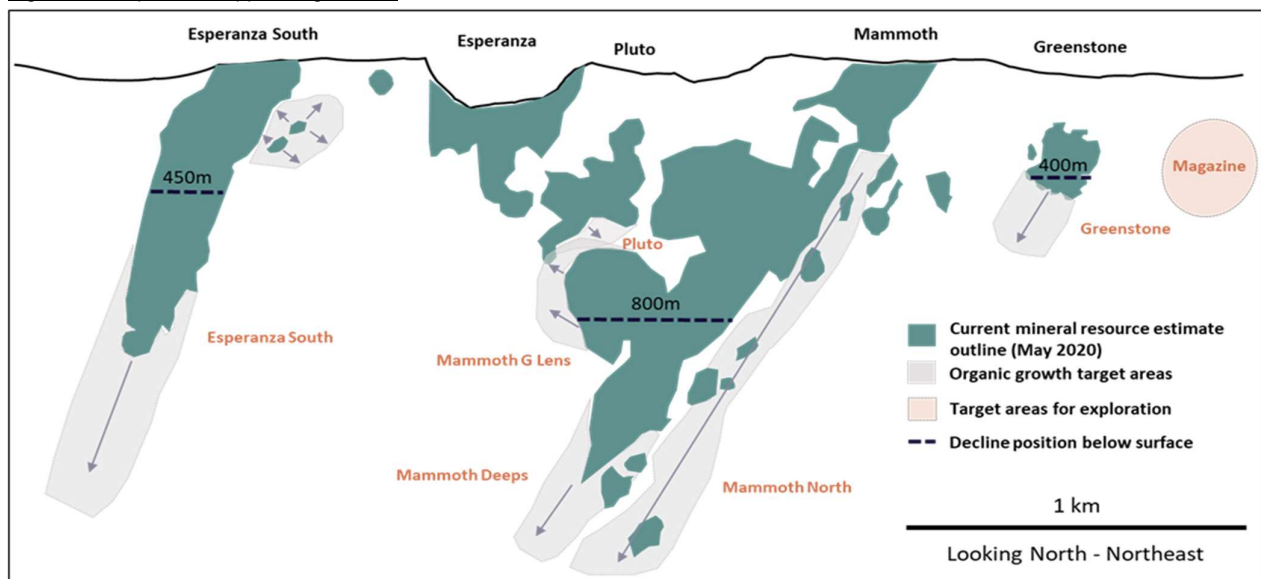 Esperanza South
Esperanza
Pluto
Mammoth
Greenstone
450m
400m
Magazine
Pluto
Greenstone
800m
Esperanza South
Mammoth G Lens
Current mineral resource estimate
outline (May 2020)
Organic growth target areas
Target areas for exploration
Decline position below surface
Mammoth Deeps
Mammoth North
1 km
Looking North - Northeast